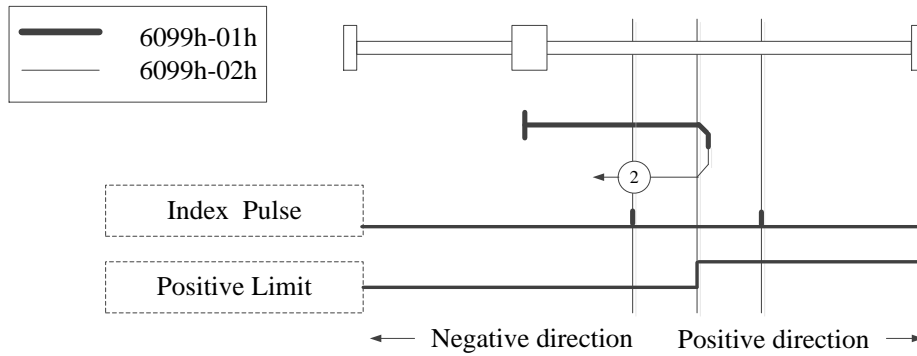 6099h-01h
6099h-02h
2
Index Pulse
Positive Limit
Negative direction Positive direction